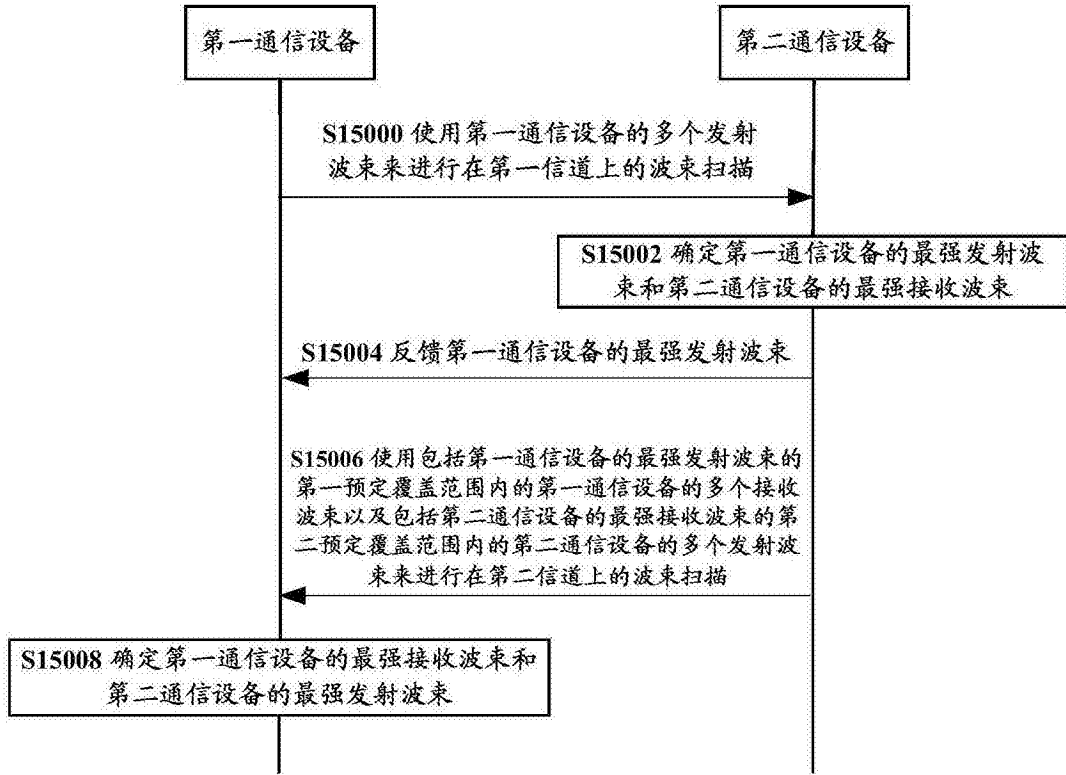 第一通信设备
第二通信设备
S15000 使用第一通信设备的多个发射
波束来进行在第一信道上的波束扫描
S15002 确定第一通信设备的最强发射波
束和第二通信设备的最强接收波束
S15004 反馈第一通信设备的最强发射波束
S15006 使用包括第一通信设备的最强发射波束的
第一预定覆盖范围内的第一通信设备的多个接收
波束以及包括第二通信设备的最强接收波束的第
二预定覆盖范围内的第二通信设备的多个发射波
束来进行在第二信道上的波束扫描
S15008 确定第一通信设备的最强接收波束和
第二通信设备的最强发射波束